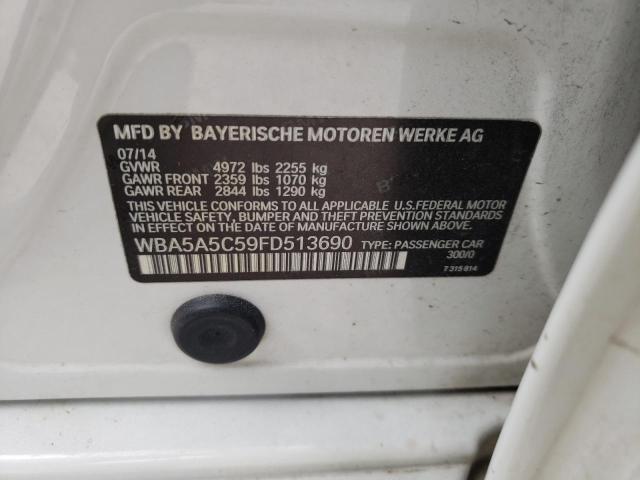 MFD BY BAYERISCHE MOTOREN WERKE AG
07/14
GVWR 4972 lbs 2255 kg
GAWR FRONT 2359 lbs 1070 kg
GAWR REAR 2844 lbs 1290 kg
THIS VEHICLE CONFORMS TO ALL APPLICABLE U.S.FEDERAL MOTOR
VEHICLE SAFETY, BUMPER AND THEFT PREVENTION STANDARDS
IN EFFECT ON THE DATE OF MANUFACTURE SHOWN ABOVE.
WBA5A5C59FD513690 TYPE: PASSENGER CAR
300/0
7 315 814